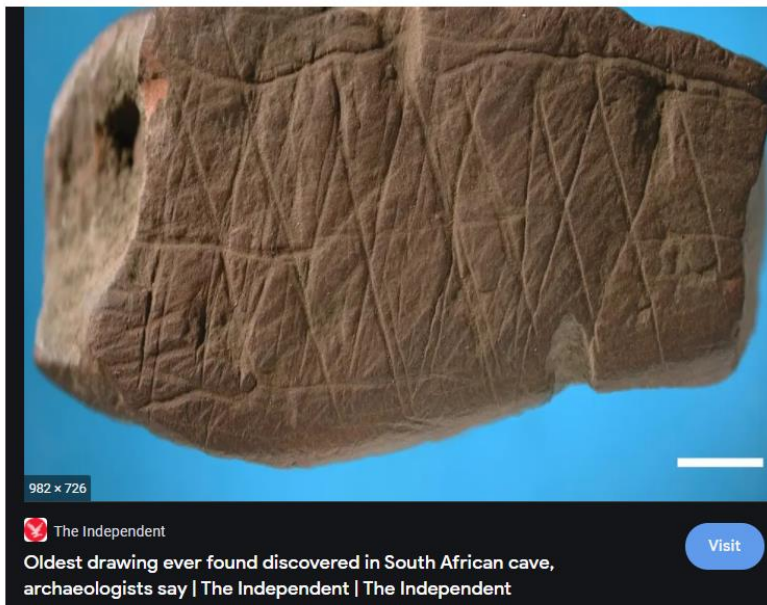 982 × 726
The Independent
Visit
Oldest drawing ever found discovered in South African cave,
archaeologists say | The Independent | The Independent